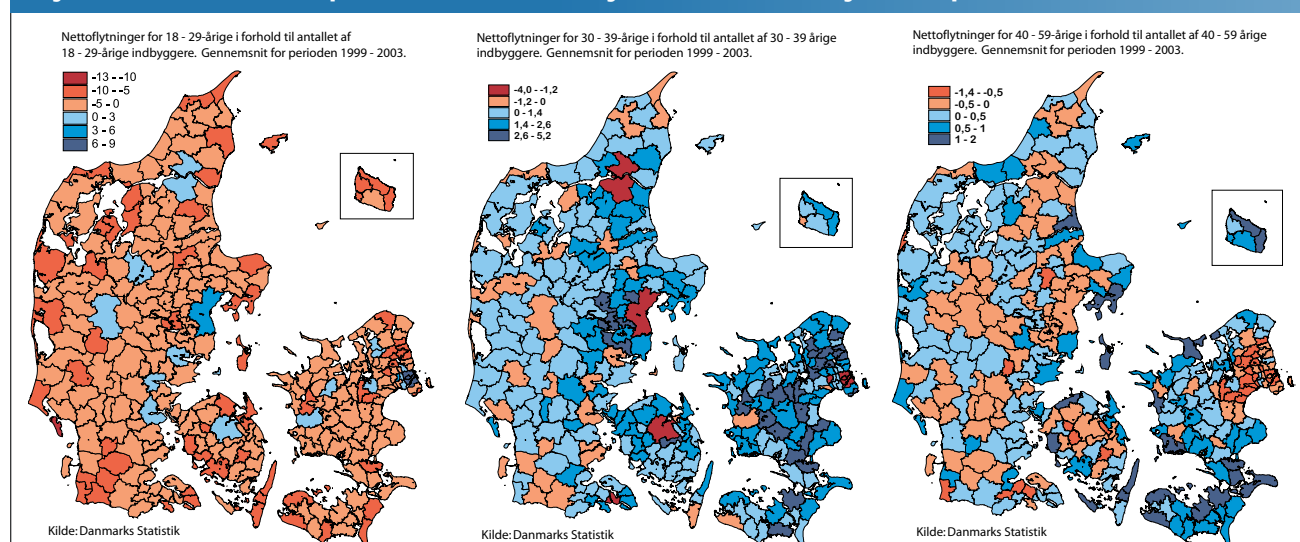 Nettoflytninger for 18 - 29-årige i forhold til antallet af
18 - 29-årige indbyggere. Gennemsnit for perioden 1999 - 2003.
-13 - -10
-10 - -5
-5 - 0
0 - 3
3 - 6
6 - 9
Kilde: Danmarks Statistik
Nettoflytninger for 30 - 39-årige i forhold til antallet af 30 - 39 årige
indbyggere. Gennemsnit for perioden 1999 - 2003.
-4,0 - -1,2
-1,2 - 0
0 - 1,4
1,4 - 2,6
2,6 - 5,2
Kilde: Danmarks Statistik
Nettoflytninger for 40 - 59-årige i forhold til antallet af 40 - 59 årige
indbyggere. Gennemsnit for perioden 1999 - 2003.
-1,4 - -0,5
-0,5 - 0
0 - 0,5
0,5 - 1
1 - 2
Kilde: Danmarks Statistik